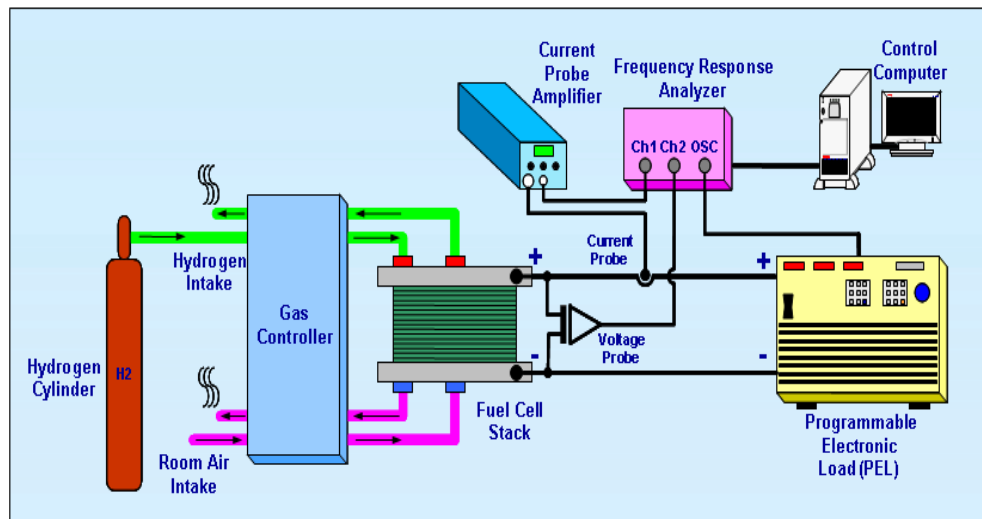 Current
Probe
Amplifier
Frequency Response
Analyzer
Control
Computer
Ch1 Ch2 OSC
Hydrogen
Intake
Gas
Controller
+
Current
Probe
+
Hydrogen
Cylinder
H2
-
Voltage
Probe
-
Fuel Cell
Stack
Room Air
Intake
Programmable
Electronic
Load (PEL)